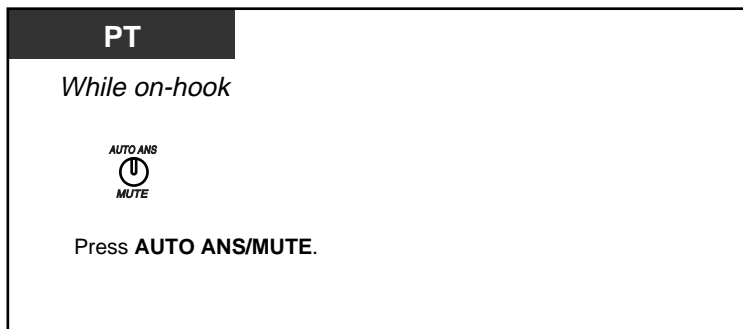 PT
While on-hook
AUTO ANS
MUTE
Press AUTO ANS/MUTE.